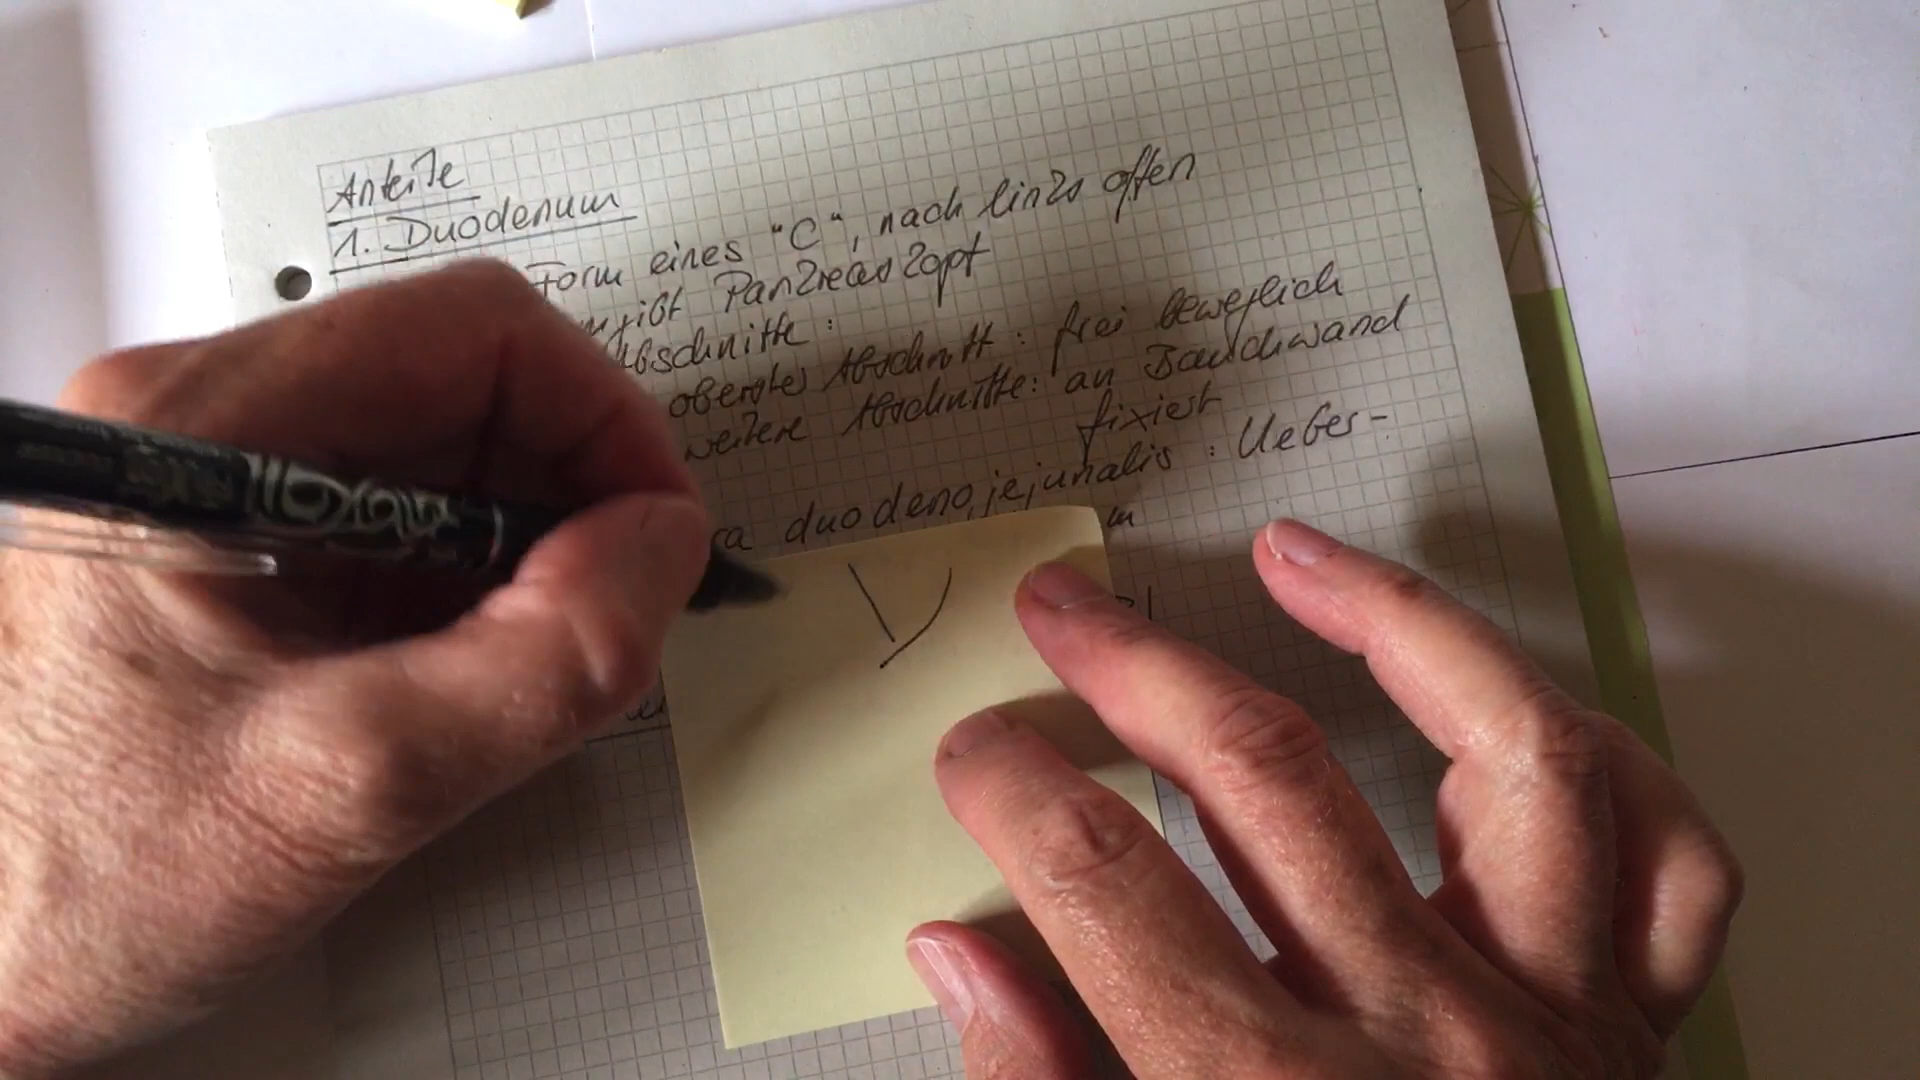 Anteile
1. Duodenum
Form eines "C", nach links offen
Pankreaskopf
Abschnitte:
oberster Abschnitt: frei beweglich
weitere Abschnitte: an Bauchwand
fixiert
ra duodenojejunalis: Ueber-